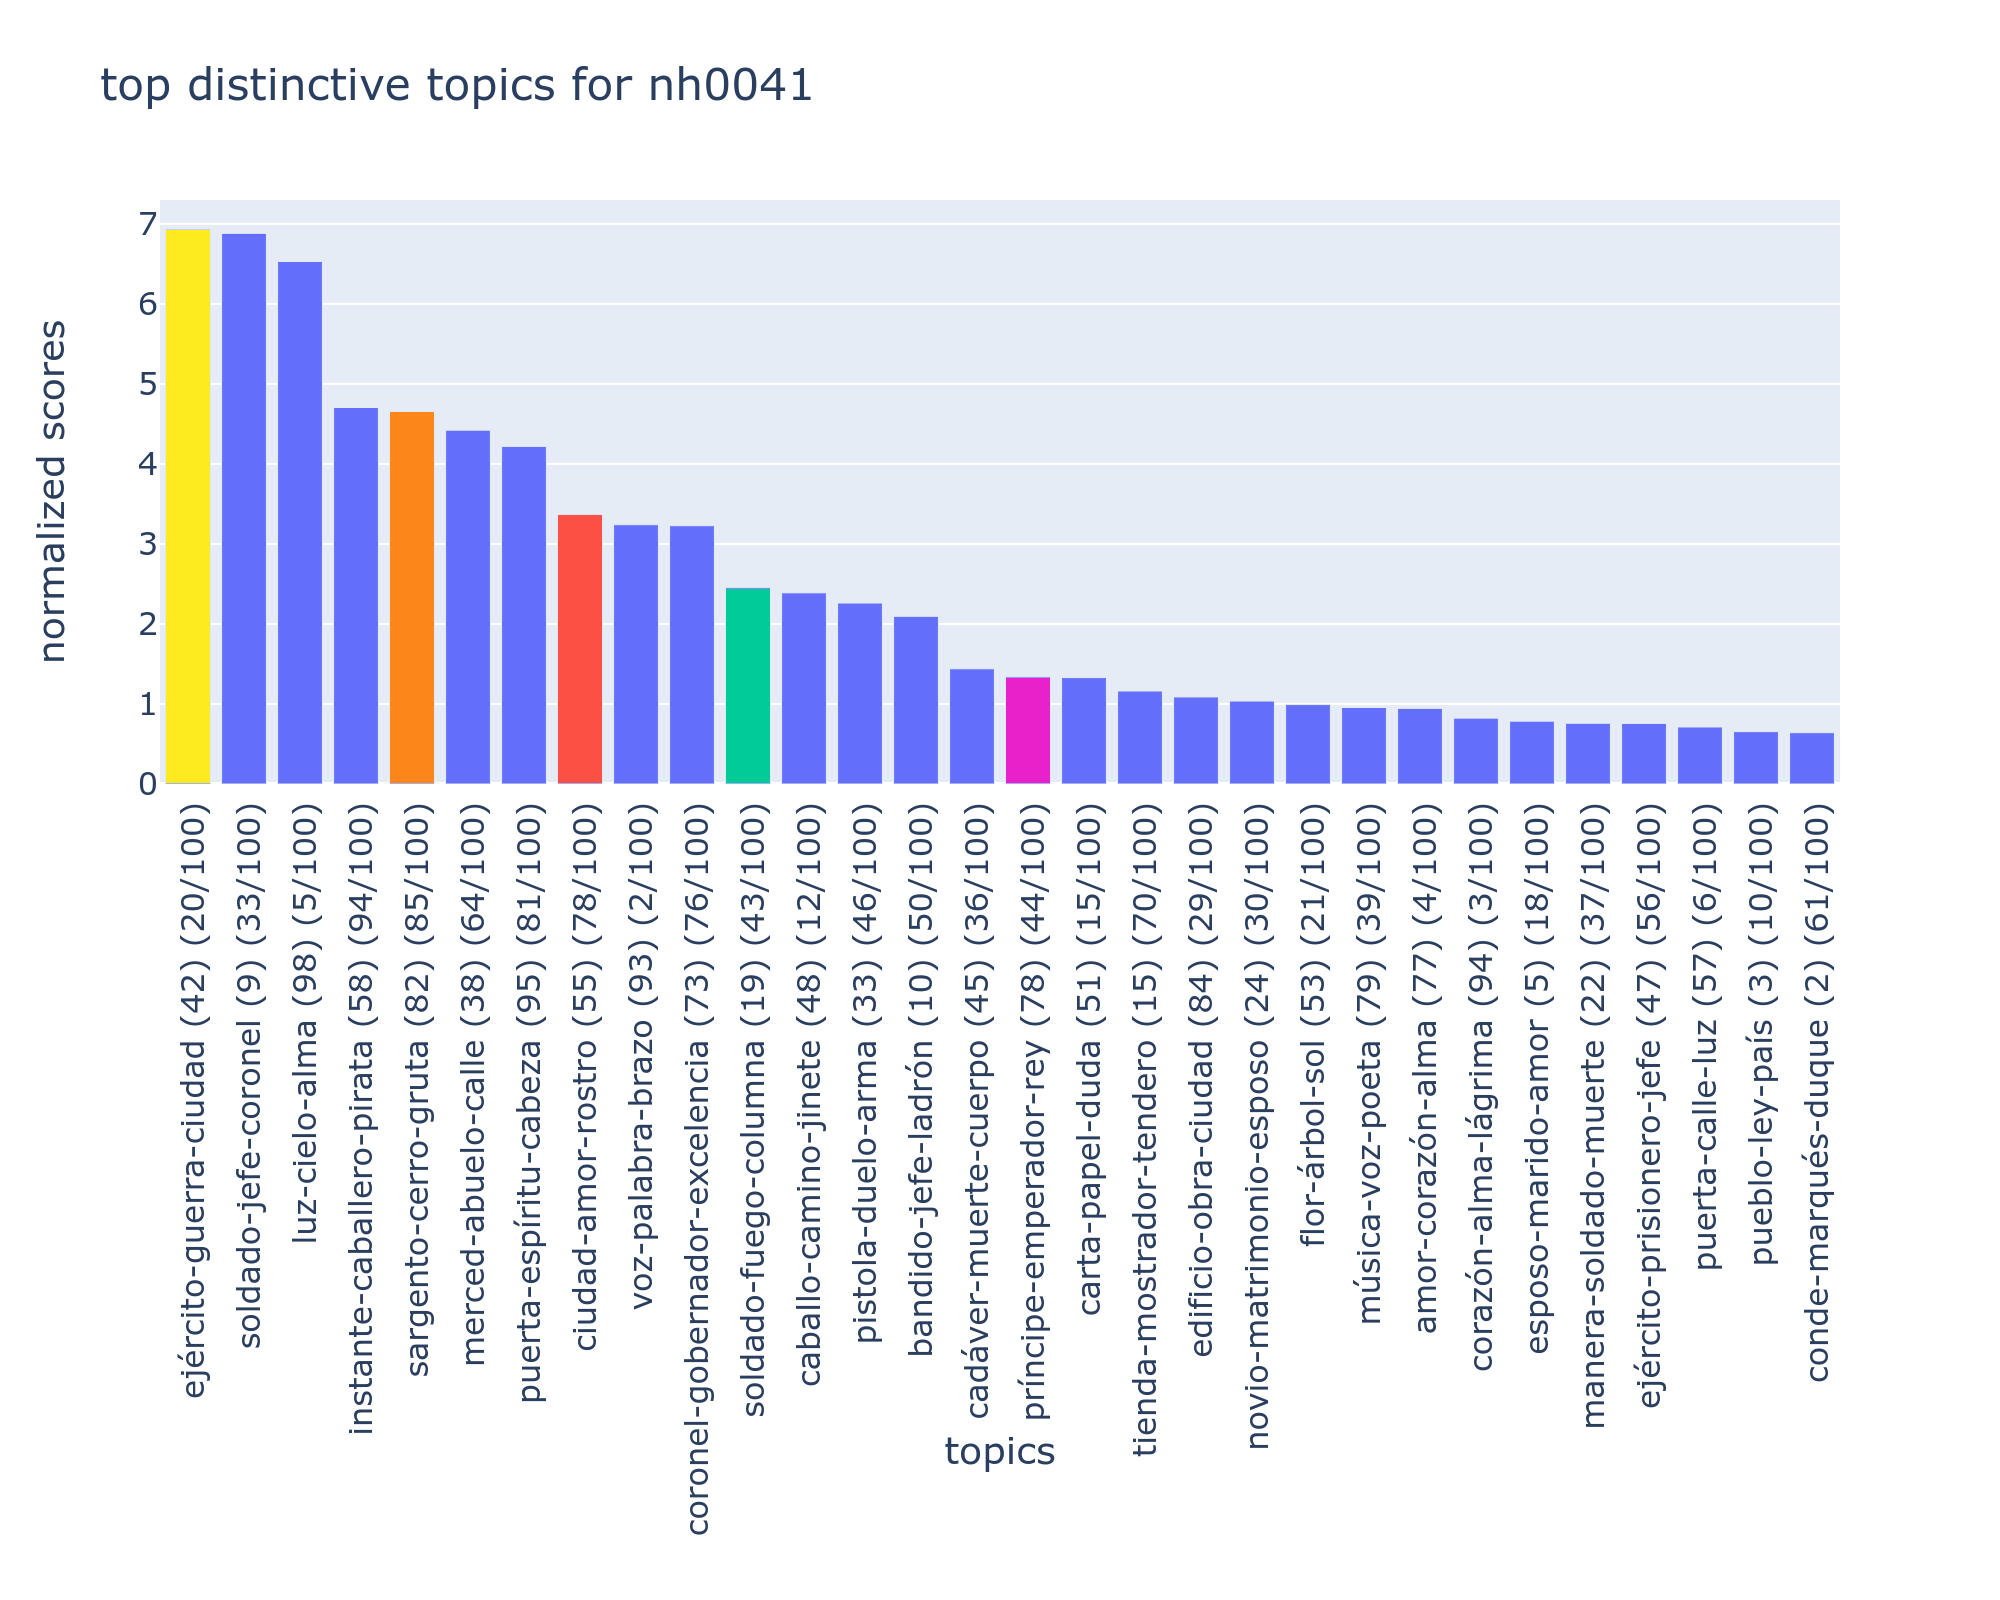 top distinctive topics for nh0041
normalized scores
7
6
5
4
3
2
1
0
ejército-guerra-ciudad (42) (20/100)
soldado-jefe-coronel (9) (33/100)
luz-cielo-alma (98) (5/100)
instante-caballero-pirata (58) (94/100)
sargento-cerro-gruta (82) (85/100)
merced-abuelo-calle (38) (64/100)
puerta-espíritu-cabeza (95) (81/100)
ciudad-amor-rostro (55) (78/100)
voz-palabra-brazo (93) (2/100)
coronel-gobernador-excelencia (73) (76/100)
soldado-fuego-columna (19) (43/100)
caballo-camino-jinete (48) (12/100)
pistola-duelo-arma (33) (46/100)
bandido-jefe-ladrón (10) (50/100)
cadáver-muerte-cuerpo (45) (36/100)
príncipe-emperador-rey (78) (44/100)
carta-papel-duda (51) (15/100)
tienda-mostrador-tendero (15) (70/100)
edificio-obra-ciudad (84) (29/100)
novio-matrimonio-esposo (24) (30/100)
flor-árbol-sol (53) (21/100)
música-voz-poeta (79) (39/100)
amor-corazón-alma (77) (4/100)
corazón-alma-lágrima (94) (3/100)
esposo-marido-amor (5) (18/100)
manera-soldado-muerte (22) (37/100)
ejército-prisionero-jefe (47) (56/100)
puerta-calle-luz (57) (6/100)
pueblo-ley-país (3) (10/100)
conde-marqués-duque (2) (61/100)
topics